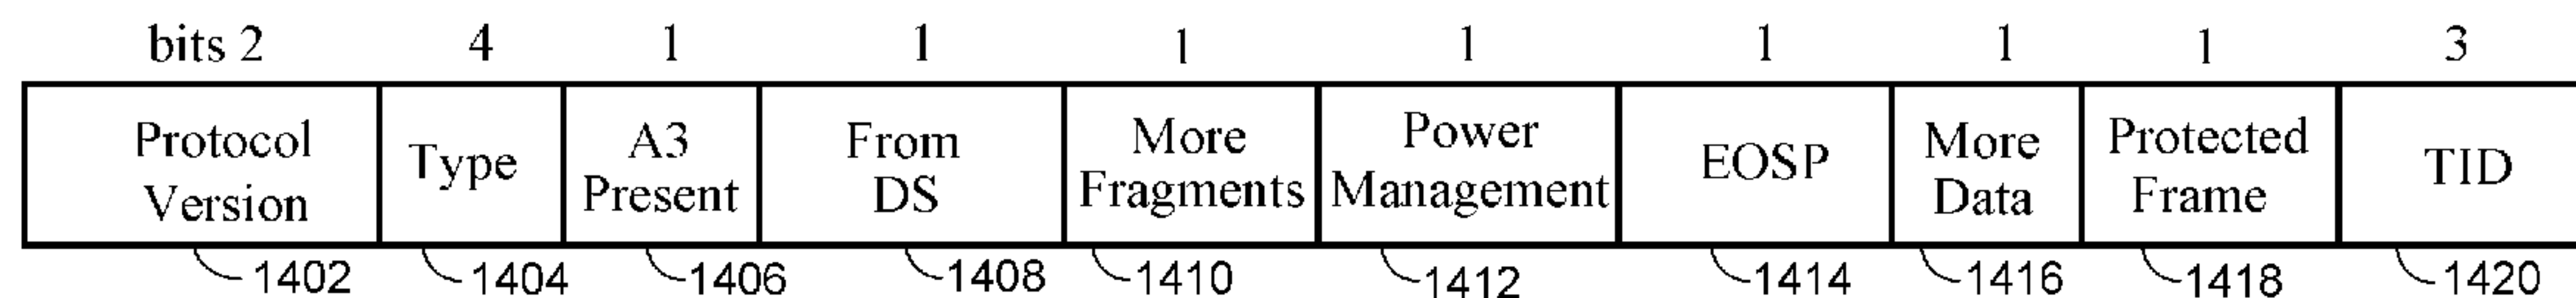 bits 2 4 1 1 1 1 1 1 1 3
Protocol Version
Type
A3 Present
From DS
More Fragments
Power Management
EOSP
More Data
Protected Frame
TID
1402 1404 1406 1408 1410 1412 1414 1416 1418 1420